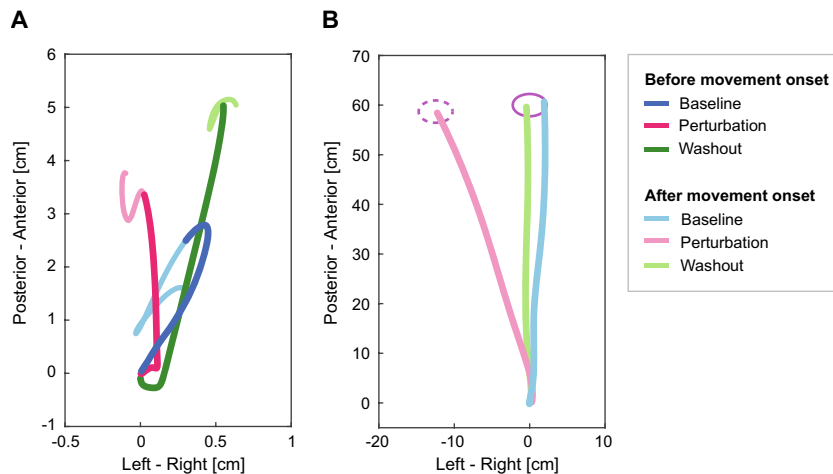 A
B
6
5
4
3
2
1
0
-1
-0.5
0
0.5
1
Left - Right [cm]
Posterior - Anterior [cm]
70
60
50
40
30
20
10
0
-20
-10
0
10
Left - Right [cm]
Posterior - Anterior [cm]
Before movement onset
Baseline
Perturbation
Washout
After movement onset
Baseline
Perturbation
Washout